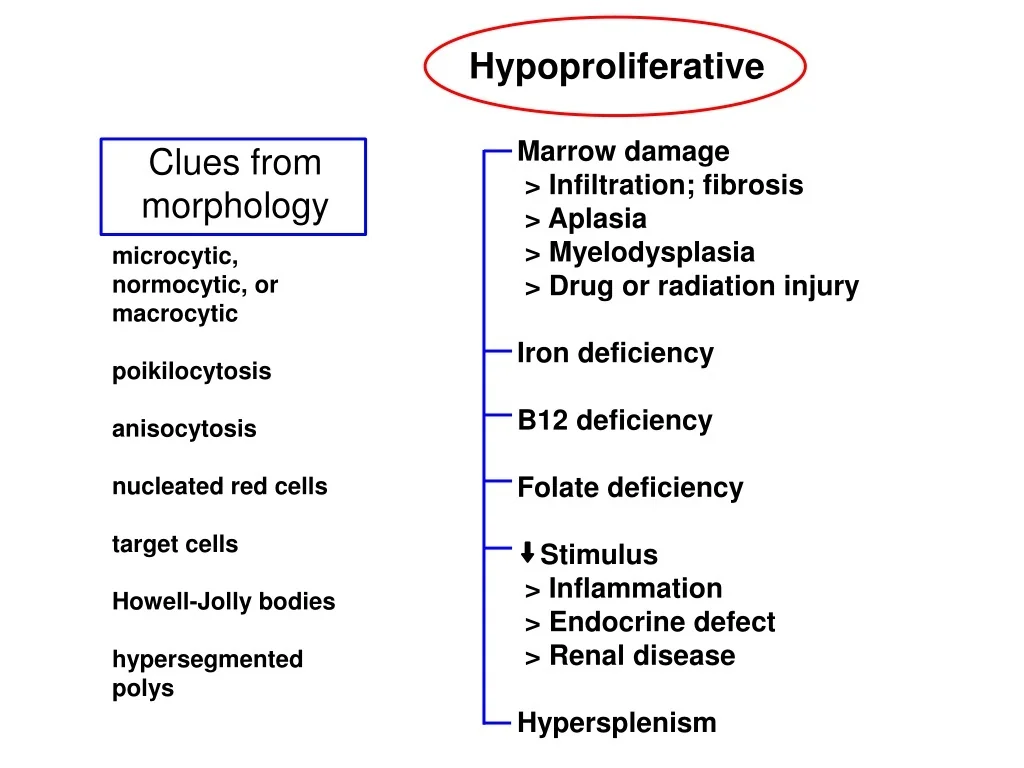 Hypoproliferative
Clues from
morphology
microcytic,
normocytic, or
macrocytic
poikilocytosis
anisocytosis
nucleated red cells
target cells
Howell-Jolly bodies
hypersegmented
polys
Marrow damage
> Infiltration; fibrosis
> Aplasia
> Myelodysplasia
> Drug or radiation injury
Iron deficiency
B12 deficiency
Folate deficiency
⬇ Stimulus
> Inflammation
> Endocrine defect
> Renal disease
Hypersplenism